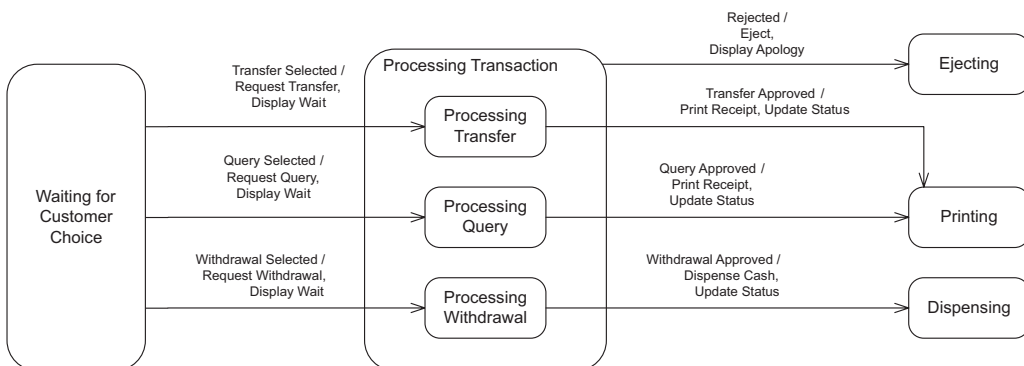 Rejected /
Eject,
Display Apology
Ejecting
Processing Transaction
Transfer Selected /
Request Transfer,
Display Wait
Processing
Transfer
Transfer Approved /
Print Receipt, Update Status
Query Selected /
Request Query,
Display Wait
Query Approved /
Print Receipt,
Update Status
Waiting for
Customer
Choice
Processing
Query
Printing
Withdrawal Selected /
Request Withdrawal,
Display Wait
Processing
Withdrawal
Withdrawal Approved /
Dispense Cash,
Update Status
Dispensing